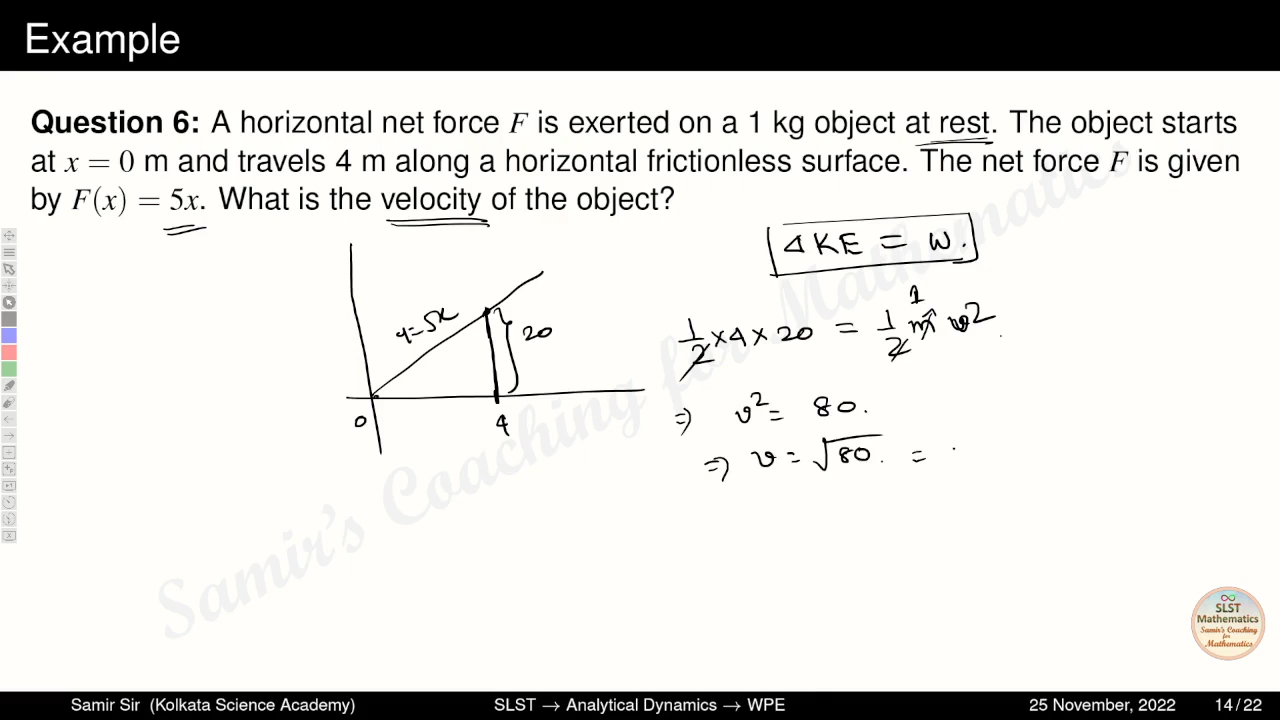 Example
Question 6: A horizontal net force F is exerted on a 1 kg object at rest. The object starts
at x = 0 m and travels 4 m along a horizontal frictionless surface. The net force F is given
by F(x) = 5x. What is the velocity of the object?
Δ KE = W.
y=5x
20
0
4
1/2 × 4 × 20 = 1/2 m v²
1
⇒ v² = 80.
⇒ v = √80. =
Samir's Coaching for Mathematics
SLST
Mathematics
Samir's Coaching
for
Mathematics
Samir Sir (Kolkata Science Academy)
SLST → Analytical Dynamics → WPE
25 November, 2022
14 / 22